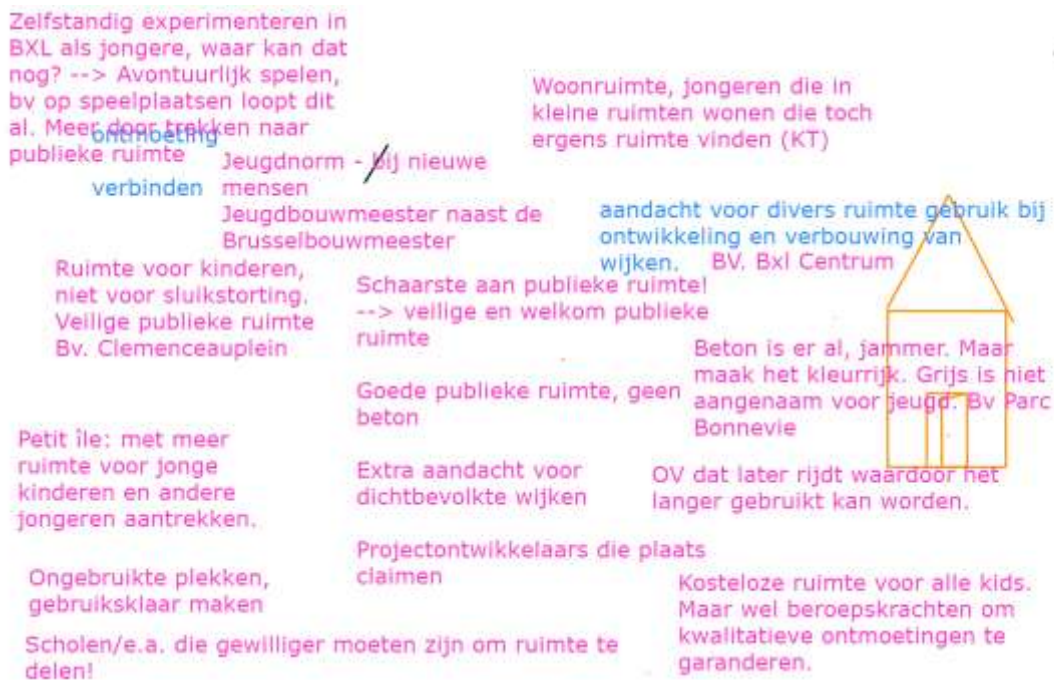 Zelfstandig experimenteren in
BXL als jongere, waar kan dat
nog? --> Avontuurlijk spelen,
bv op speelplaatsen loopt dit
al. Meer door trekken naar
publieke ruimte
ontmoeting
verbinden
Woonruimte, jongeren die in
kleine ruimten wonen die toch
ergens ruimte vinden (KT)
Jeugdnorm - bij nieuwe
mensen
Jeugdbouwmeester naast de
Brusselbouwmeester
aandacht voor divers ruimte gebruik bij
ontwikkeling en verbouwing van
wijken.
BV. Bxl Centrum
Ruimte voor kinderen,
niet voor sluikstorting.
Veilige publieke ruimte
Bv. Clemenceauplein
Schaarste aan publieke ruimte!
--> veilige en welkom publieke
ruimte
Beton is er al, jammer. Maar
maak het kleurrijk. Grijs is niet
aangenaam voor jeugd. Bv Parc
Bonnevie
Goede publieke ruimte, geen
beton
Petit île: met meer
ruimte voor jonge
kinderen en andere
jongeren aantrekken.
Extra aandacht voor
dichtbevolkte wijken
OV dat later rijdt waardoor het
langer gebruikt kan worden.
Projectontwikkelaars die plaats
claimen
Ongebruikte plekken,
gebruiksklaar maken
Kosteloze ruimte voor alle kids.
Maar wel beroepskrachten om
kwalitatieve ontmoetingen te
garanderen.
Scholen/e.a. die gewilliger moeten zijn om ruimte te
delen!